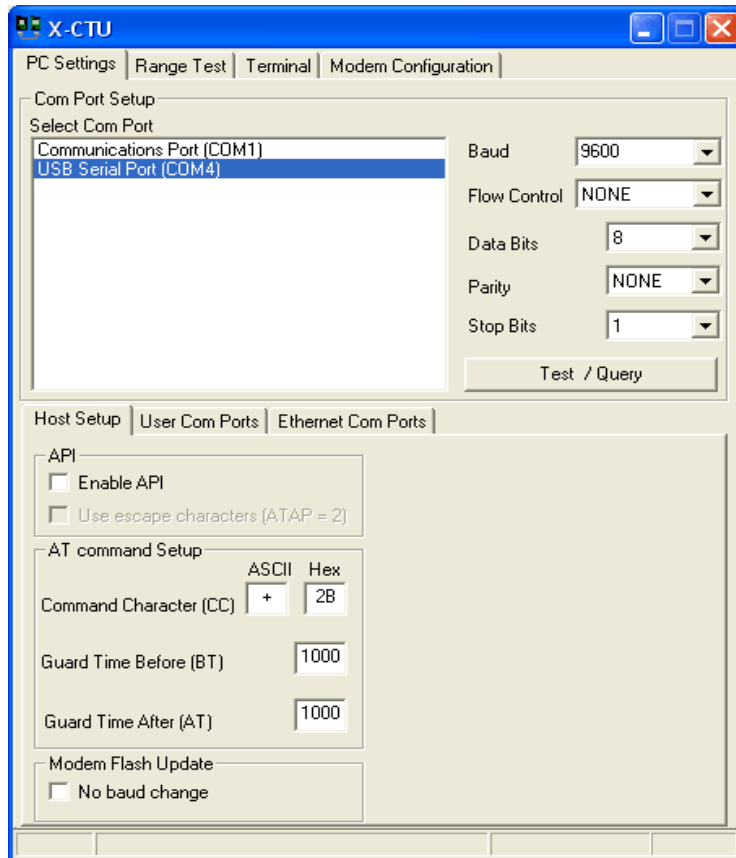 X-CTU
PC Settings Range Test Terminal Modem Configuration
Com Port Setup
Select Com Port
Communications Port (COM1)
USB Serial Port (COM4)
Baud 9600
Flow Control NONE
Data Bits 8
Parity NONE
Stop Bits 1
Test / Query
Host Setup User Com Ports Ethernet Com Ports
API
Enable API
Use escape characters (ATAP = 2)
AT command Setup
ASCII Hex
Command Character (CC) + 2B
Guard Time Before (BT) 1000
Guard Time After (AT) 1000
Modem Flash Update
No baud change